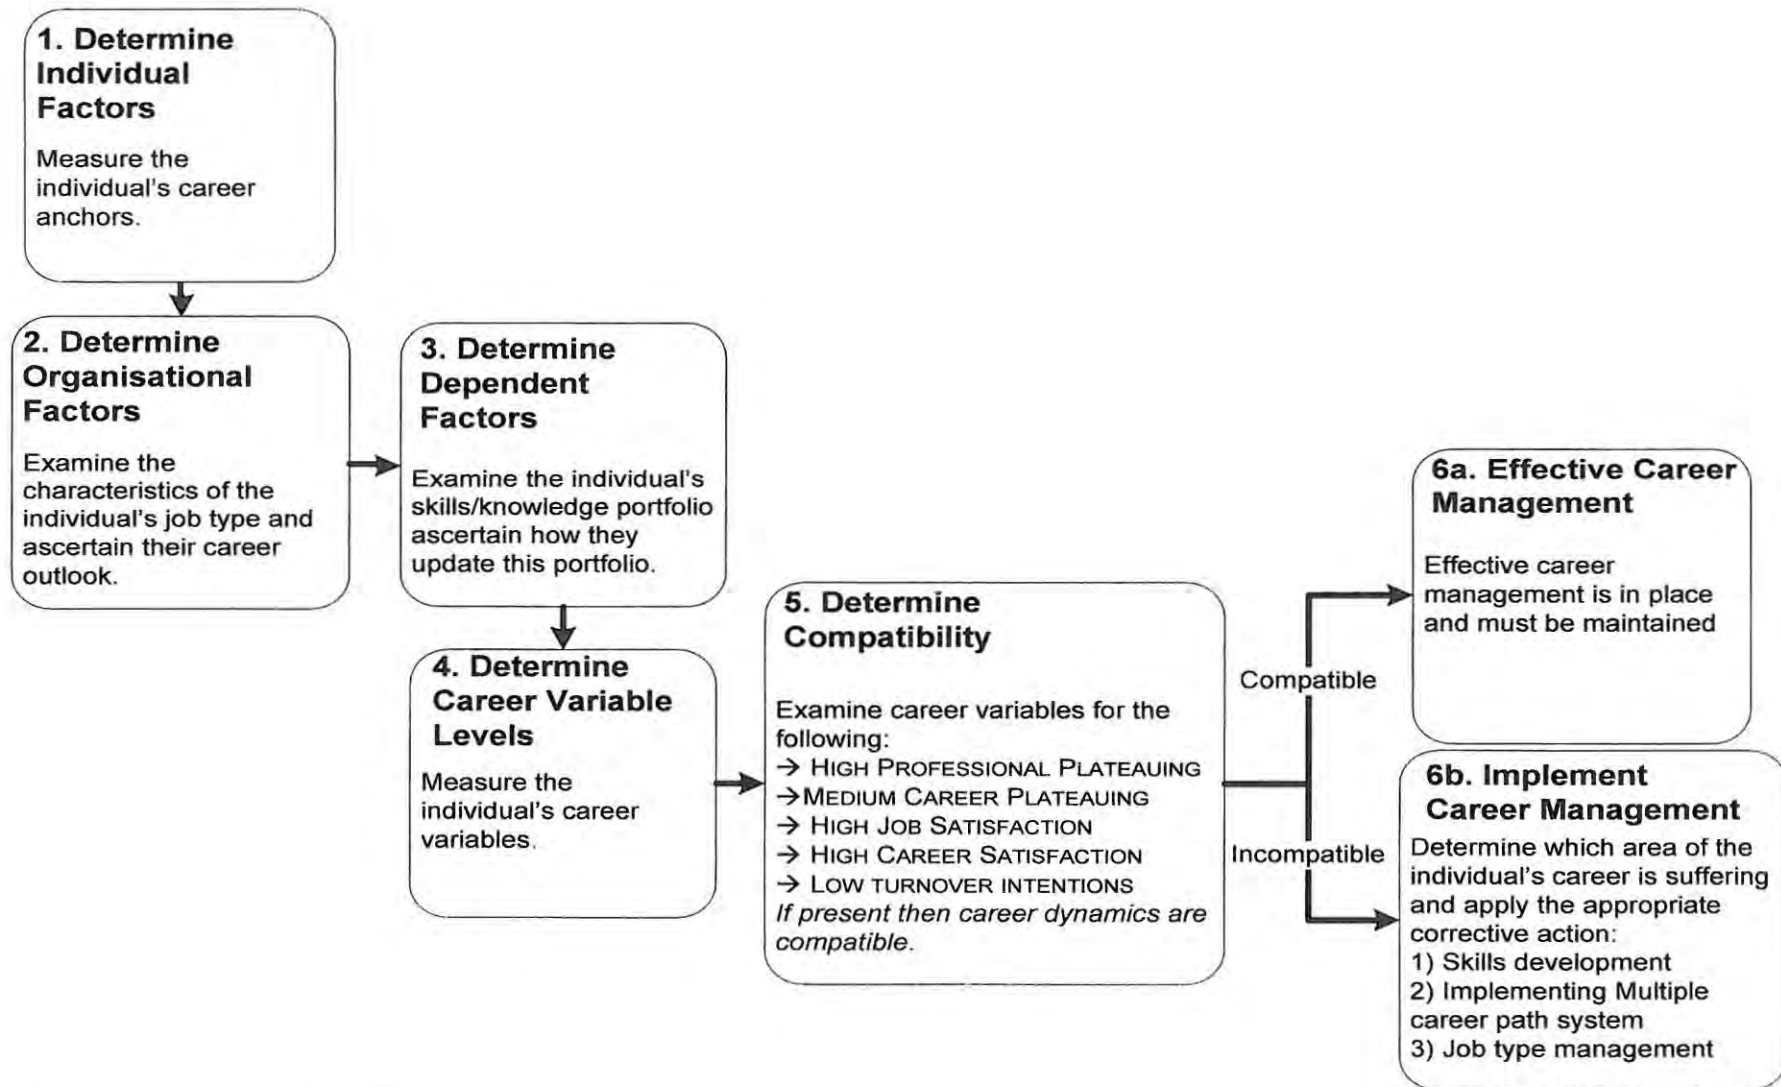 1. Determine
Individual
Factors
Measure the
individual's career
anchors.
2. Determine
Organisational
Factors
Examine the
characteristics of the
individual's job type and
ascertain their career
outlook.
3. Determine
Dependent
Factors
Examine the individual's
skills/knowledge portfolio
ascertain how they
update this portfolio.
4. Determine
Career Variable
Levels
Measure the
individual's career
variables.
5. Determine
Compatibility
Examine career variables for the
following:
→ HIGH PROFESSIONAL PLATEAUING
→MEDIUM CAREER PLATEAUING
→ HIGH JOB SATISFACTION
→ HIGH CAREER SATISFACTION
→ LOW TURNOVER INTENTIONS
If present then career dynamics are
compatible.
Compatible
Incompatible
6a. Effective Career
Management
Effective career
management is in place
and must be maintained
6b. Implement
Career Management
Determine which area of the
individual's career is suffering
and apply the appropriate
corrective action:
1) Skills development
2) Implementing Multiple
career path system
3) Job type management